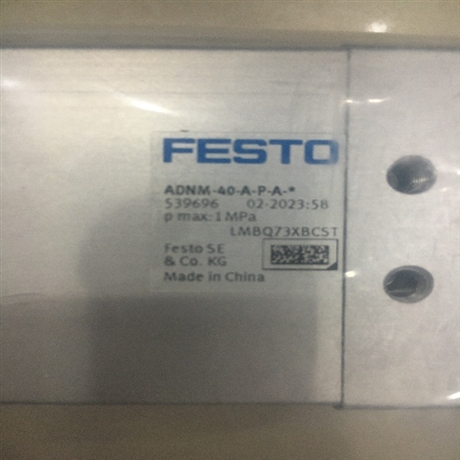 FESTO
ADNM-40-A-P-A-*
539696 02-2023:58
p max: 1 MPa
LMBQ73XBCST
Festo SE
& Co. KG
Made in China